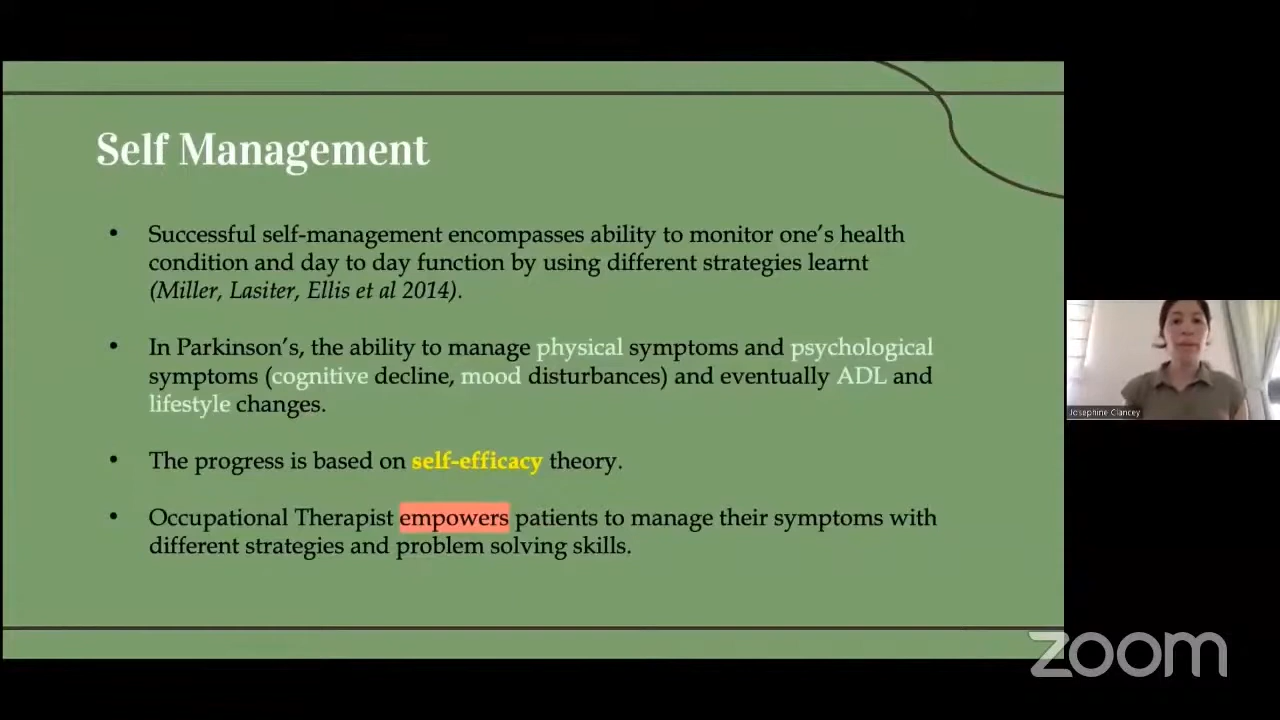 Self Management
• Successful self-management encompasses ability to monitor one’s health
condition and day to day function by using different strategies learnt
(Miller, Lasiter, Ellis et al 2014).
• In Parkinson’s, the ability to manage physical symptoms and psychological
symptoms (cognitive decline, mood disturbances) and eventually ADL and
lifestyle changes.
• The progress is based on self-efficacy theory.
• Occupational Therapist empowers patients to manage their symptoms with
different strategies and problem solving skills.
Josephine Clancey
zoom